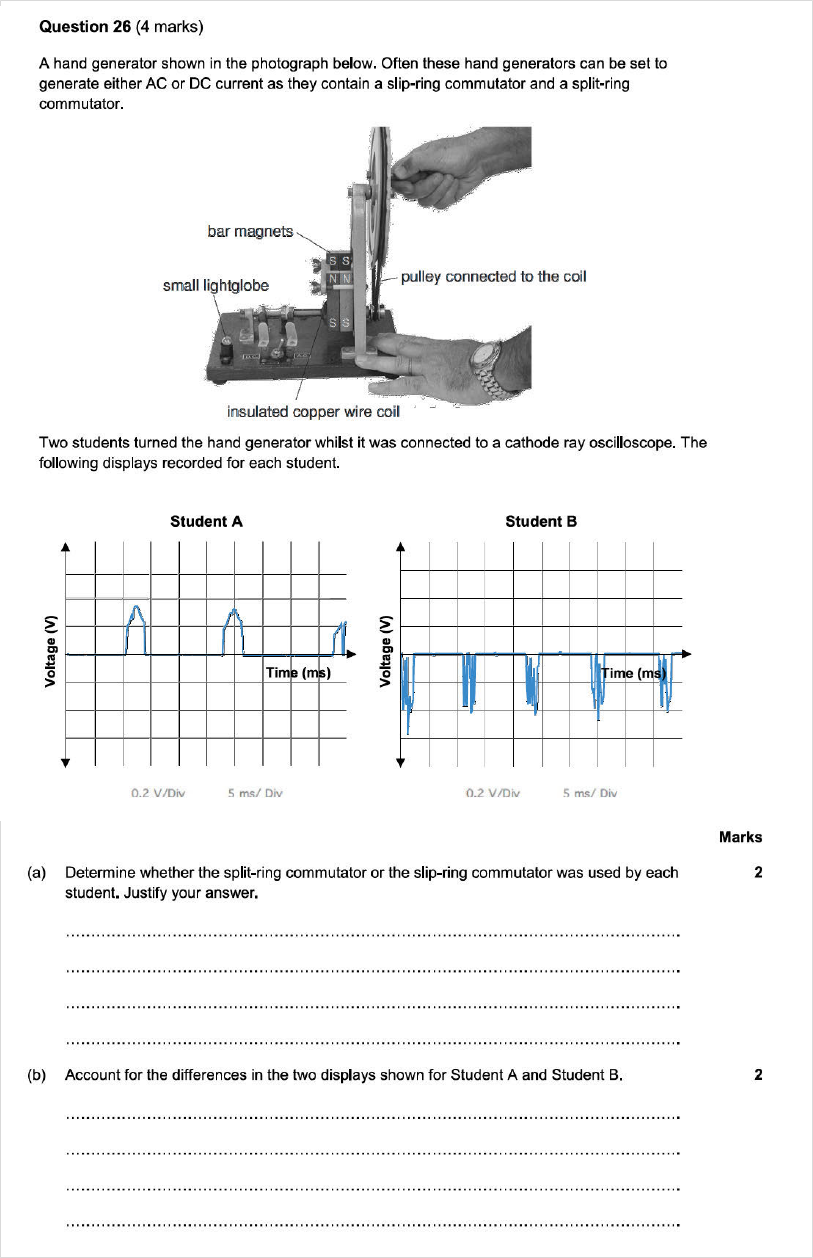 Question 26 (4 marks)
A hand generator shown in the photograph below. Often these hand generators can be set to
generate either AC or DC current as they contain a slip-ring commutator and a split-ring
commutator.
bar magnets
S S
N N
pulley connected to the coil
small lightglobe
S S
insulated copper wire coil
Two students turned the hand generator whilst it was connected to a cathode ray oscilloscope. The
following displays recorded for each student.
Student A
Student B
Voltage (V)
Time (ms)
Voltage (V)
Time (ms)
0.2 V/Div 5 ms/ Div
0.2 V/Div 5 ms/ Div
Marks
(a) Determine whether the split-ring commutator or the slip-ring commutator was used by each 2
student. Justify your answer.
(b) Account for the differences in the two displays shown for Student A and Student B. 2